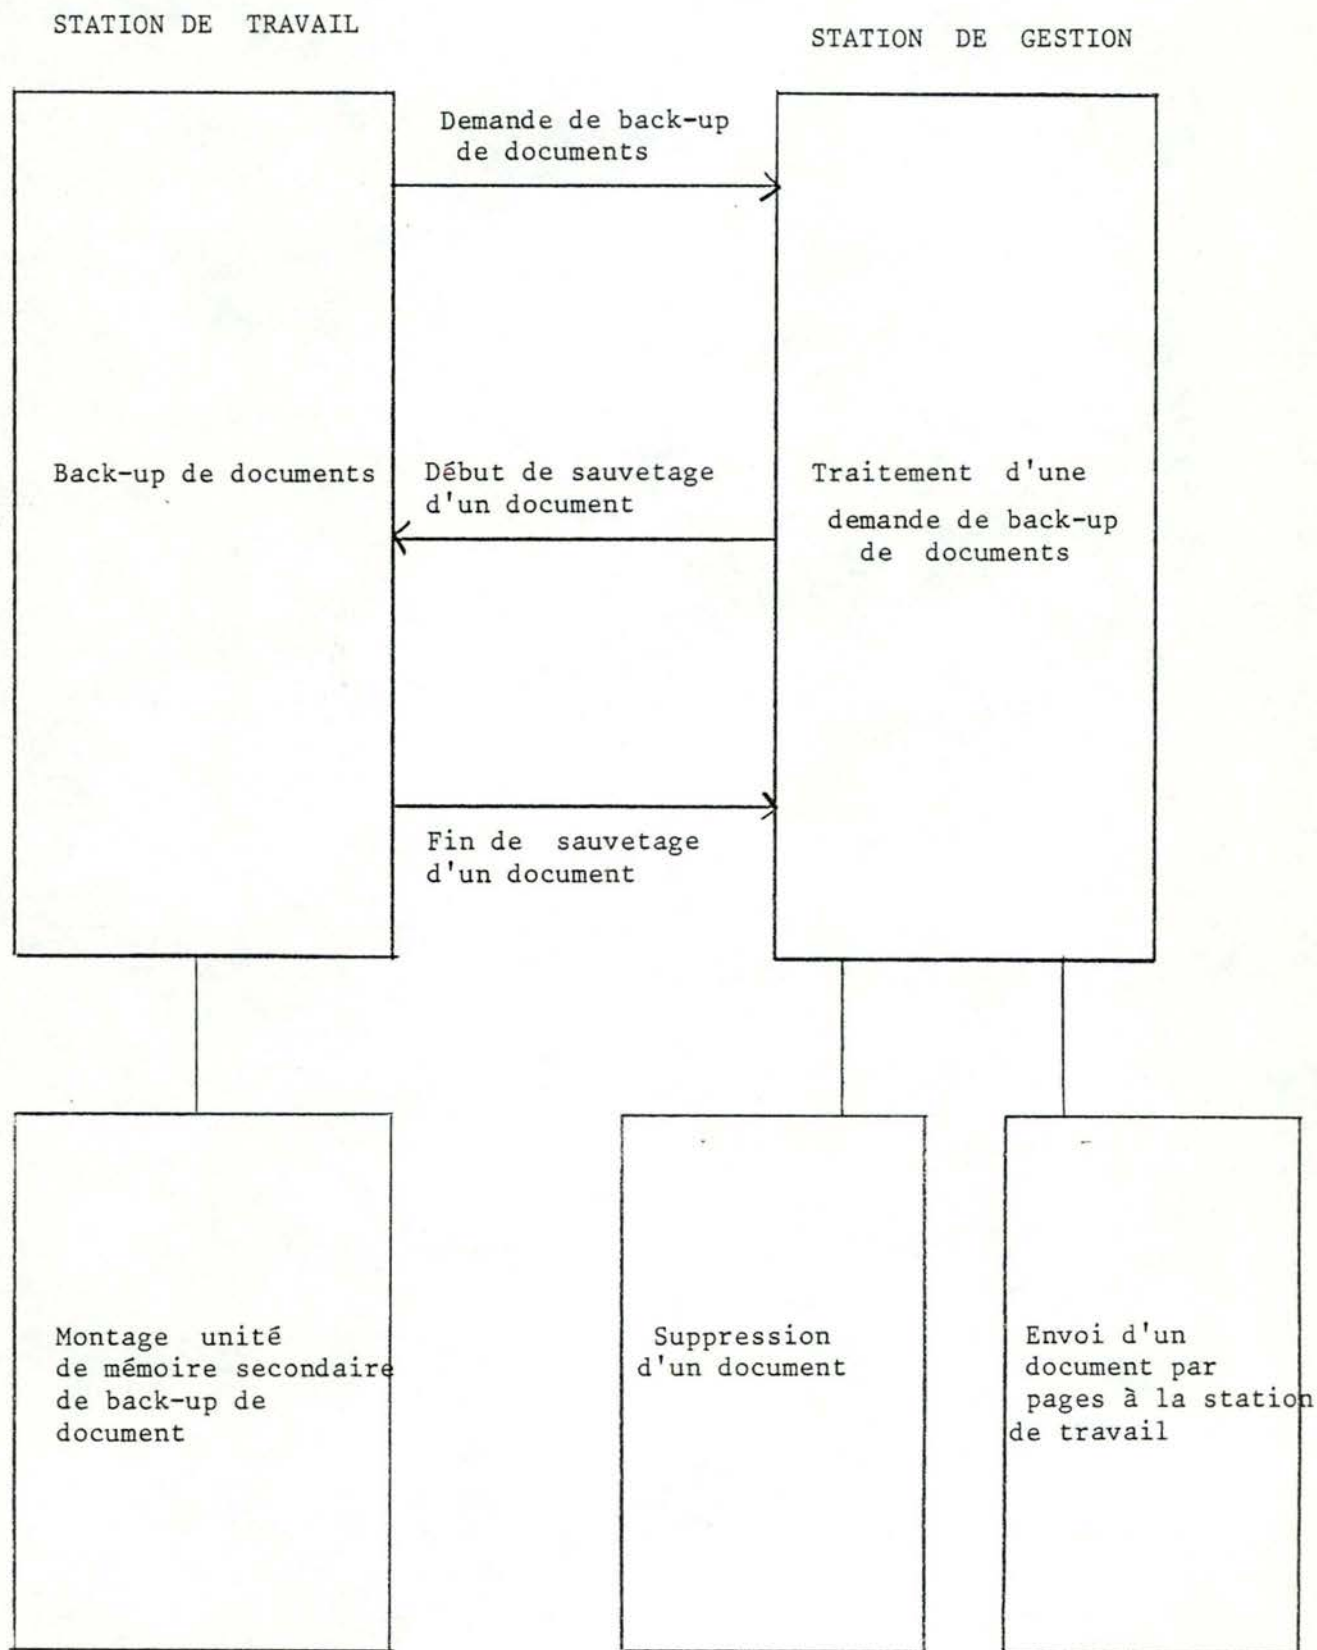 STATION DE TRAVAIL
STATION DE GESTION
Demande de back-up
de documents
Back-up de documents
Début de sauvetage
d'un document
Traitement d'une
demande de back-up
de documents
Fin de sauvetage
d'un document
Montage unité
de mémoire secondaire
de back-up de
document
Suppression
d'un document
Envoi d'un
document par
pages à la station
de travail